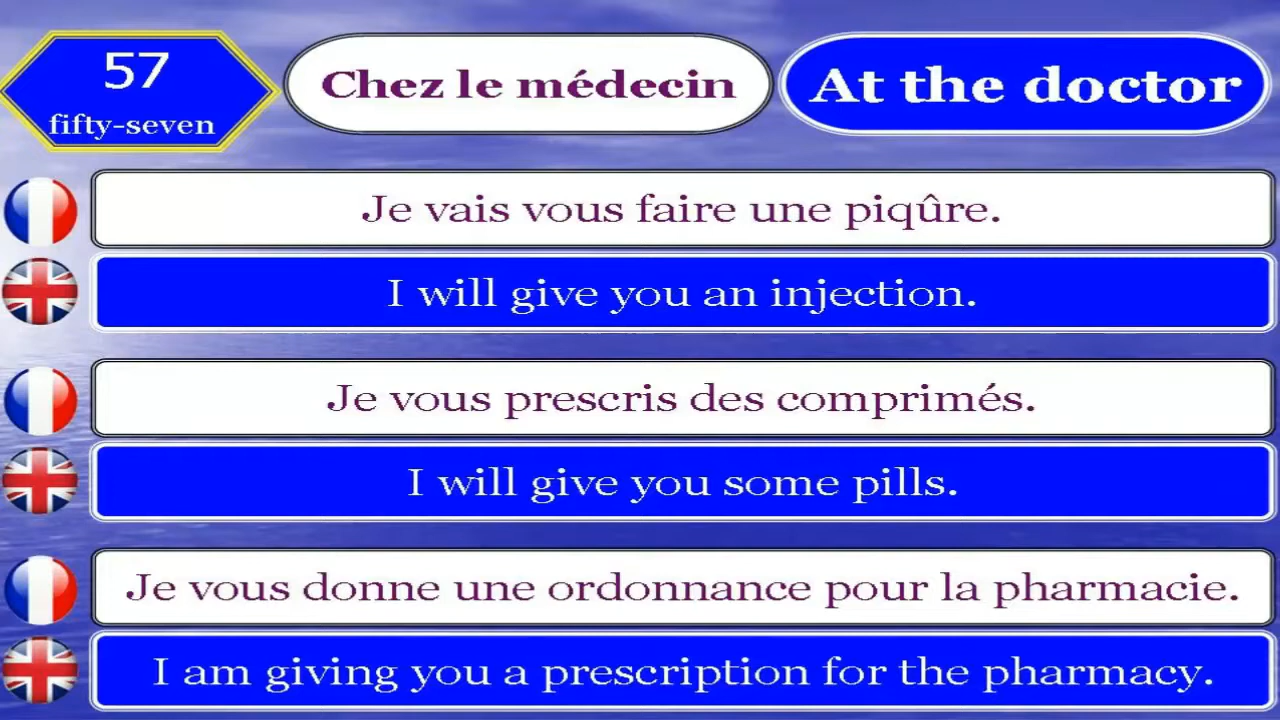 57
fifty-seven
Chez le médecin
At the doctor
Je vais vous faire une piqûre.
I will give you an injection.
Je vous prescris des comprimés.
I will give you some pills.
Je vous donne une ordonnance pour la pharmacie.
I am giving you a prescription for the pharmacy.